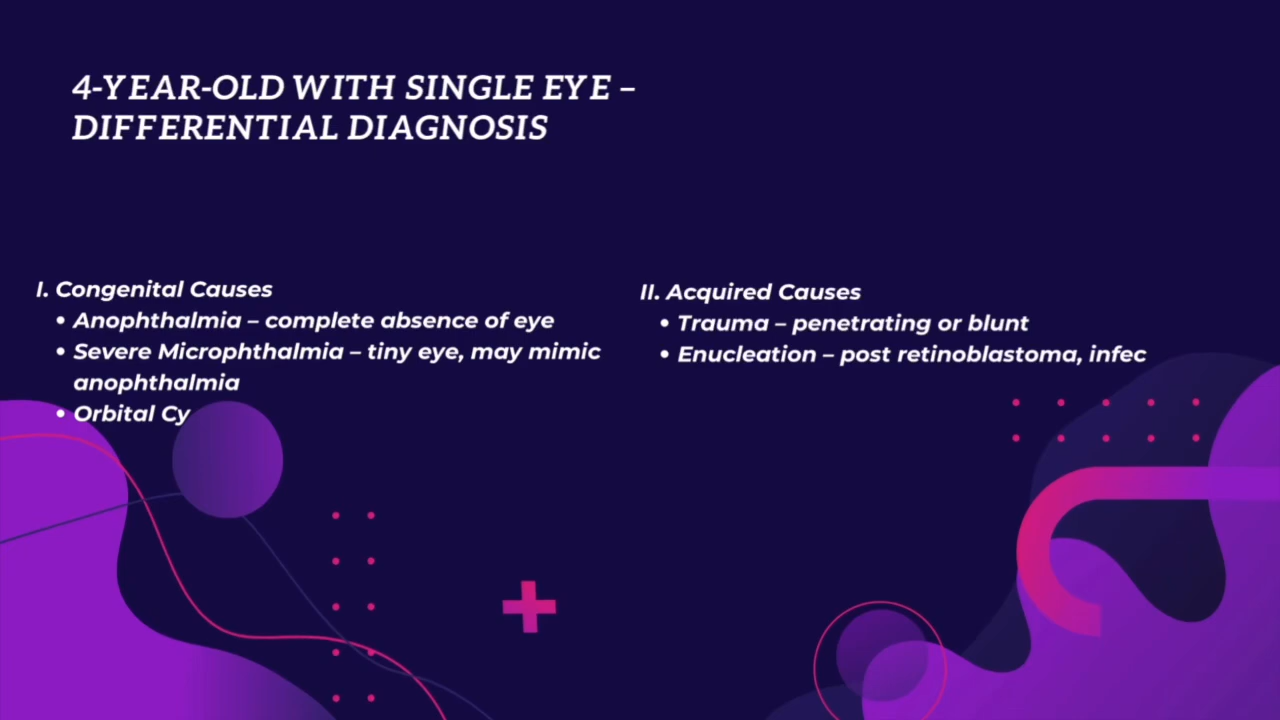 4-YEAR-OLD WITH SINGLE EYE –
DIFFERENTIAL DIAGNOSIS
I. Congenital Causes
• Anophthalmia – complete absence of eye
• Severe Microphthalmia – tiny eye, may mimic
anophthalmia
• Orbital Cy
II. Acquired Causes
• Trauma – penetrating or blunt
• Enucleation – post retinoblastoma, infec